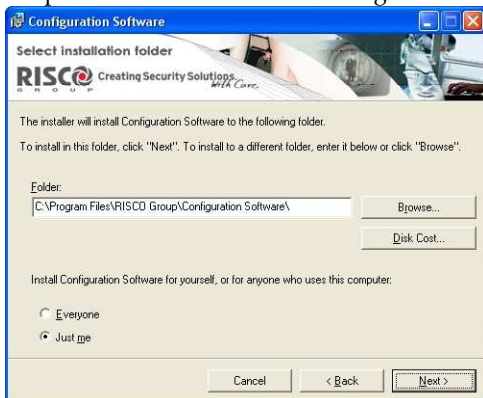 Configuration Software
Select installation folder
RISCO Creating Security Solutions
GROUP With Care.
The installer will install Configuration Software to the following folder.
To install in this folder, click "Next". To install to a different folder, enter it below or click "Browse".
Folder:
C:\Program Files\RISCO Group\Configuration Software\
Browse...
Disk Cost...
Install Configuration Software for yourself, or for anyone who uses this computer:
Everyone
Just me
Cancel
< Back
Next >